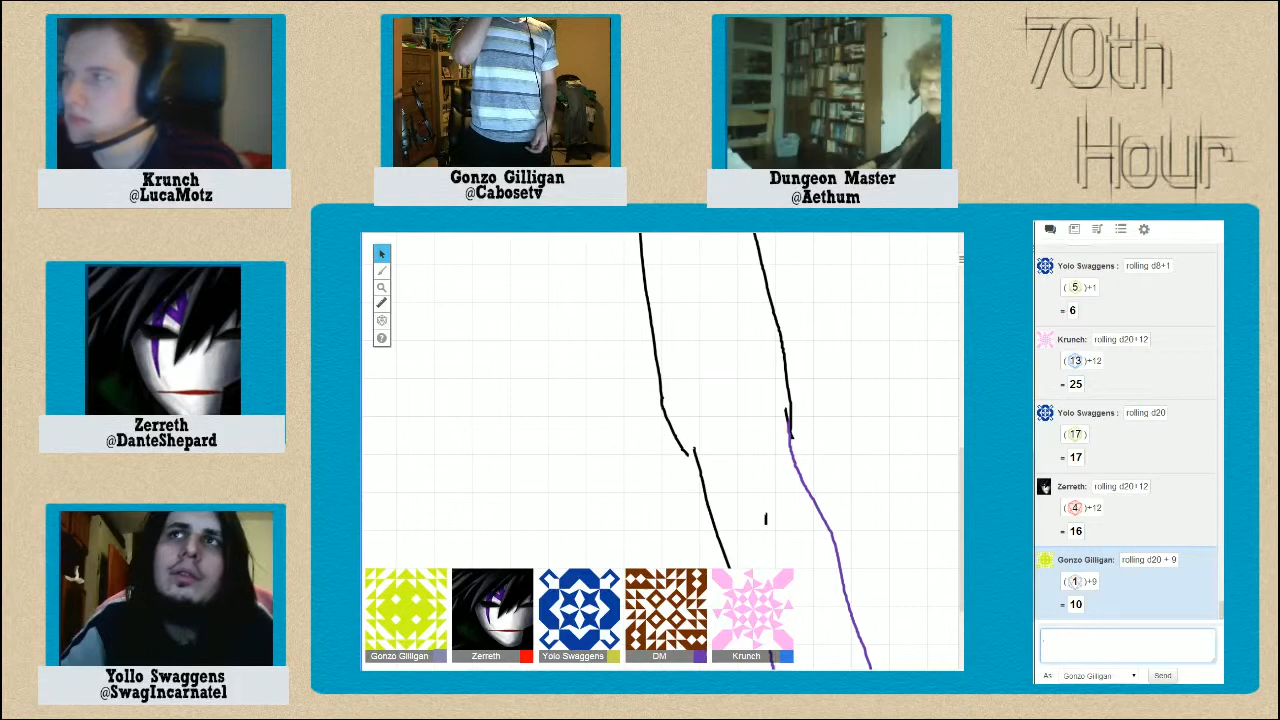 70th
Hour
Krunch
@LucaMotz
Gonzo Gilligan
@Cabosetv
Dungeon Master
@Aethum
Zerreth
@DanteShepard
Yollo Swaggens
@SwagIncarnate1
Gonzo Gilligan
Zerreth
Yolo Swaggens
DM
Krunch
Yolo Swaggens : rolling d8+1
( 5 )+1
= 6
Krunch: rolling d20+12
( 13 )+12
= 25
Yolo Swaggens : rolling d20
( 17 )
= 17
Zerreth: rolling d20+12
( 4 )+12
= 16
Gonzo Gilligan: rolling d20 + 9
( 1 )+9
= 10
As: Gonzo Gilligan Send